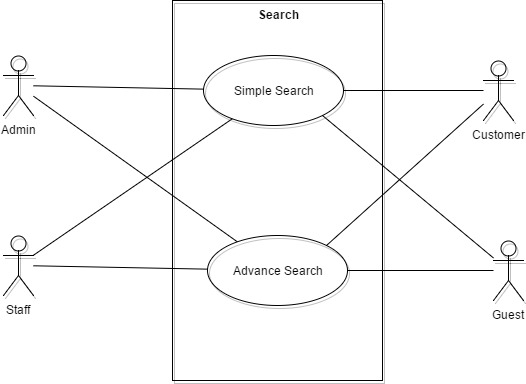 Search
Simple Search
Admin
Customer
Advance Search
Staff
Guest